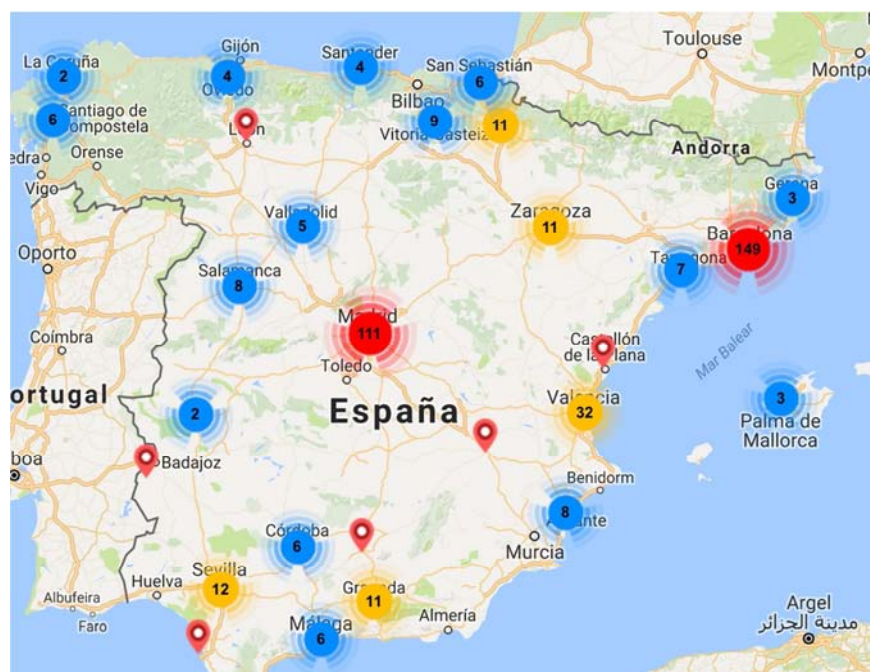 Toulouse
Gijón
Santander
La Coruña
4
San Sebastián
Montpe
2
4
6
Oviedo
Bilbao
Santiago de
Compostela
6
9
11
Vitoria-Gasteiz
León
Andorra
Orense
edra
Vigo
Gerona
3
Valladolid
5
Zaragoza
11
Barcelona
149
Oporto
Tarragona
7
Salamanca
8
Madrid
111
Coímbra
Castellón
de la Plana
Mar Balear
Toledo
ortugal
España
2
Valencia
32
3
Palma de
Mallorca
boa
Badajoz
Benidorm
8
Alicante
Córdoba
6
Murcia
Sevilla
12
Huelva
Granada
11
Albufeira
Faro
Almería
Málaga
6
Argel
مدينة الجزائر